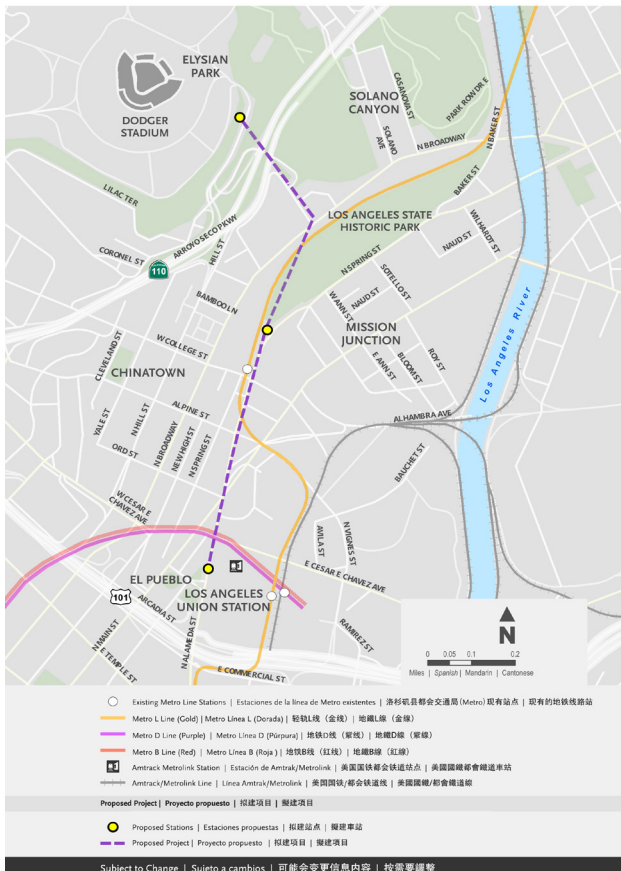 ELYSIAN
PARK
DODGER
STADIUM
SOLANO
CANYON
CASANOVA ST
SOLANO
AVE
PARK ROW DR E
N BROADWAY
N BAKER ST
BAKER ST
LILAC TER
CORONEL ST
ARROYO SECO PKWY
HILL ST
110
LOS ANGELES STATE
HISTORIC PARK
WILHARDT ST
NAUD ST
N SPRING ST
SOTELLO ST
NAUD ST
W ANN ST
BAMBOO LN
MISSION
JUNCTION
ROY ST
BLOOM ST
E ANN ST
Los Angeles River
W COLLEGE ST
CLEVELAND ST
CHINATOWN
YALE ST
ALPINE ST
N HILL ST
N BROADWAY
NEW HIGH ST
N SPRING ST
ORD ST
ALHAMBRA AVE
BAUCHET ST
W CESAR E
CHAVEZ AVE
AVILA ST
N VIGNES ST
E CESAR E CHAVEZ AVE
EL PUEBLO
LOS ANGELES
UNION STATION
101
ARCADIA ST
N MAIN ST
E TEMPLE ST
N ALAMEDA ST
RAMIREZ ST
E COMMERCIAL ST
N
0 0.05 0.1 0.2
Miles | Spanish | Mandarin | Cantonese
Existing Metro Line Stations | Estaciones de la línea de Metro existentes | 洛杉矶县都会交通局 (Metro) 现有站点 | 现有的地铁线路站
Metro L Line (Gold) | Metro Línea L (Dorada) | 轻轨L线（金线） | 地鐵L線（金線）
Metro D Line (Purple) | Metro Línea D (Púrpura) | 地铁D线（紫线） | 地鐵D線（紫線）
Metro B Line (Red) | Metro Línea B (Roja) | 地铁B线（红线） | 地鐵B線（紅線）
Amtrack Metrolink Station | Estación de Amtrak/Metrolink | 美国国铁都会铁道站点 | 美國國鐵都會鐵道車站
Amtrack/Metrolink Line | Línea Amtrak/Metrolink | 美国国铁/都会铁道线 | 美國國鐵/都會鐵道線
Proposed Project | Proyecto propuesto | 拟建項目 | 擬建項目
Proposed Stations | Estaciones propuestas | 拟建站点 | 擬建車站
Proposed Project | Proyecto propuesto | 拟建項目 | 擬建項目
Subject to Change | Sujeto a cambios | 可能会变更信息内容 | 按需要調整